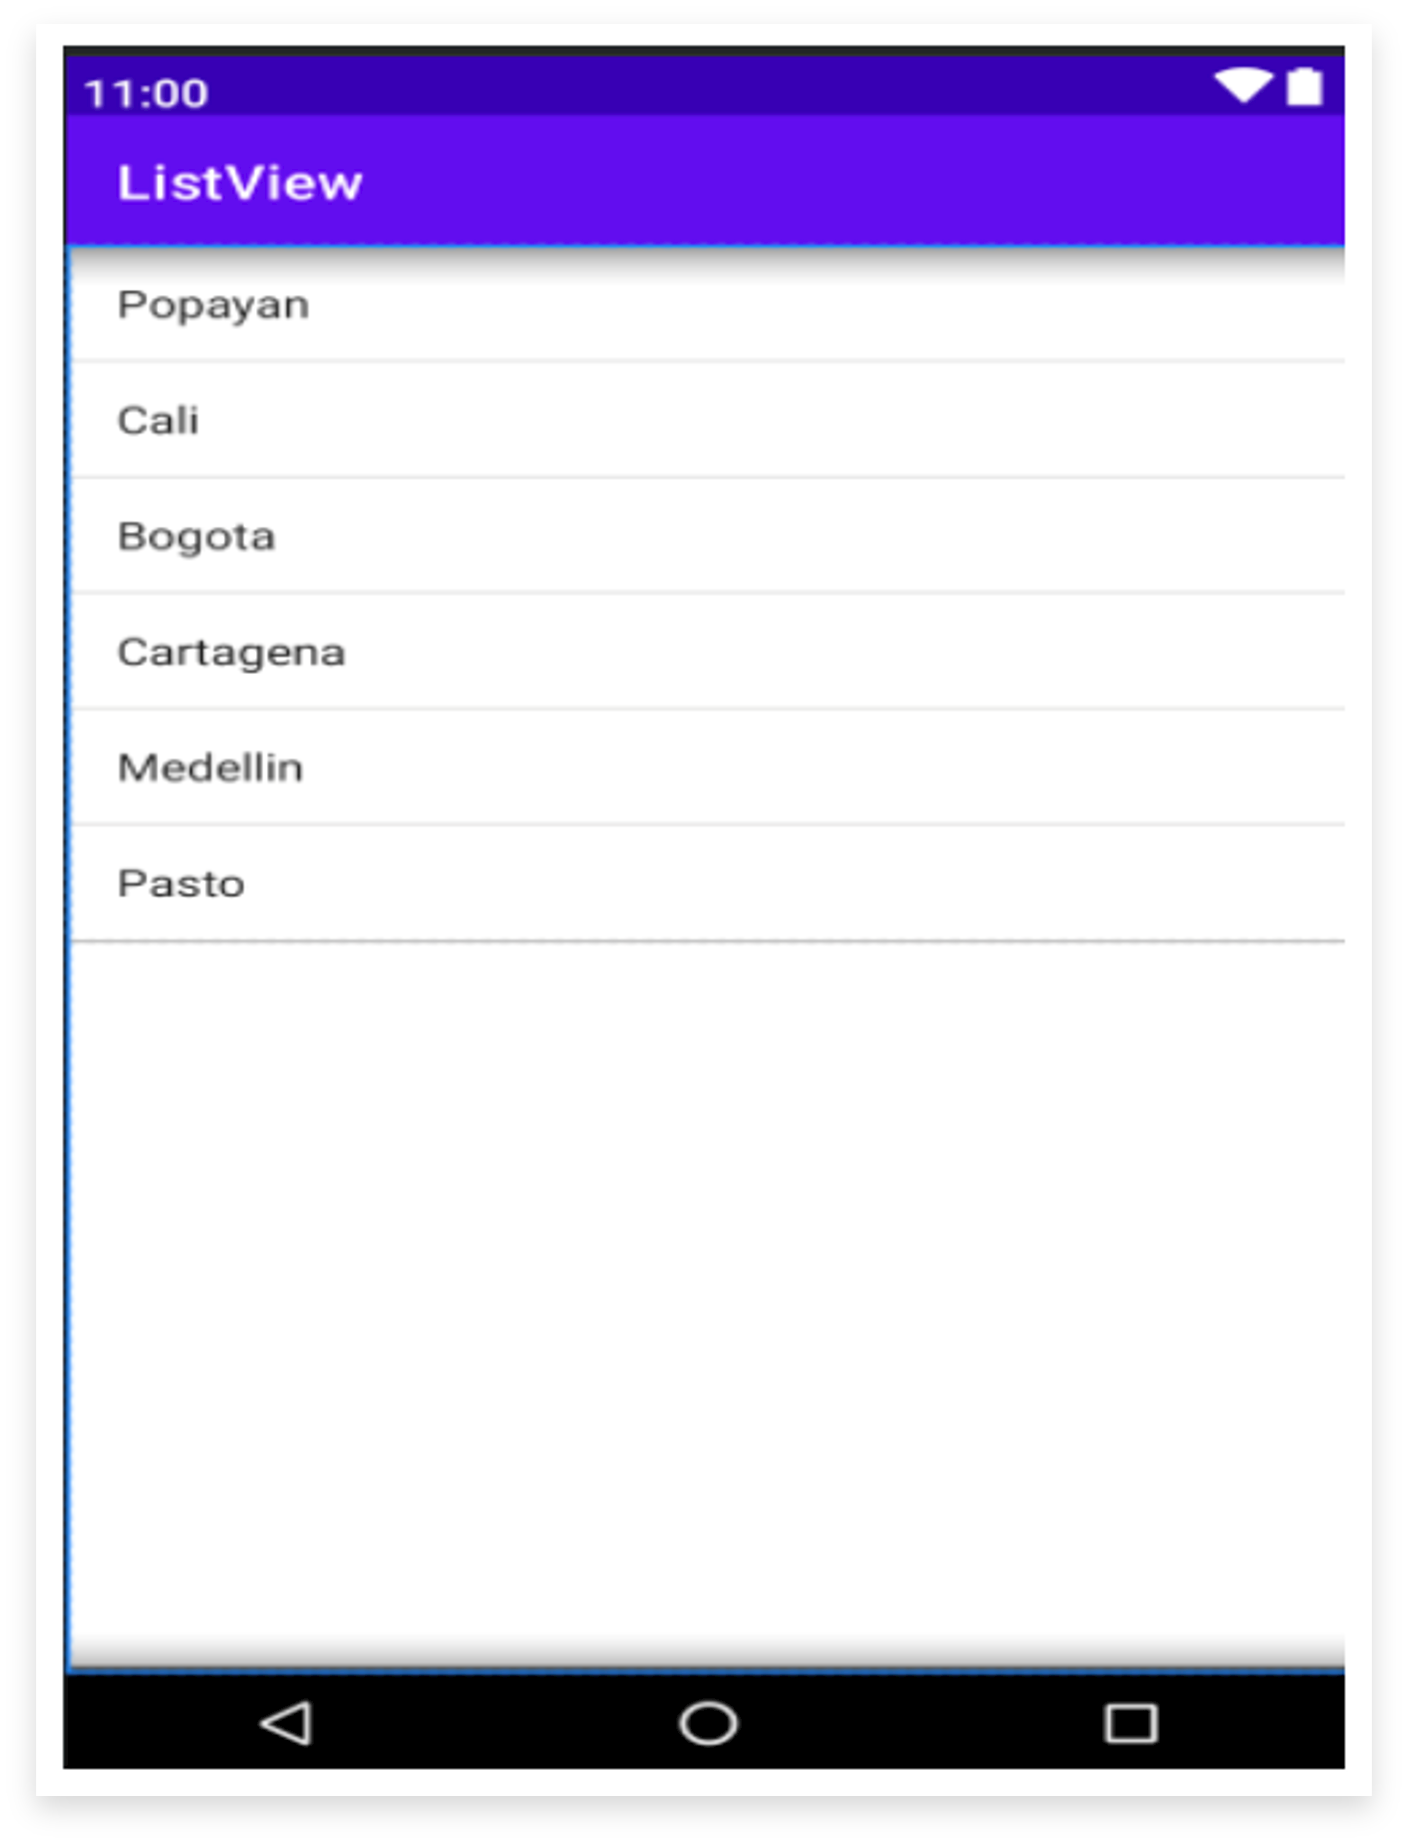 11:00
ListView
Popayan
Cali
Bogota
Cartagena
Medellin
Pasto